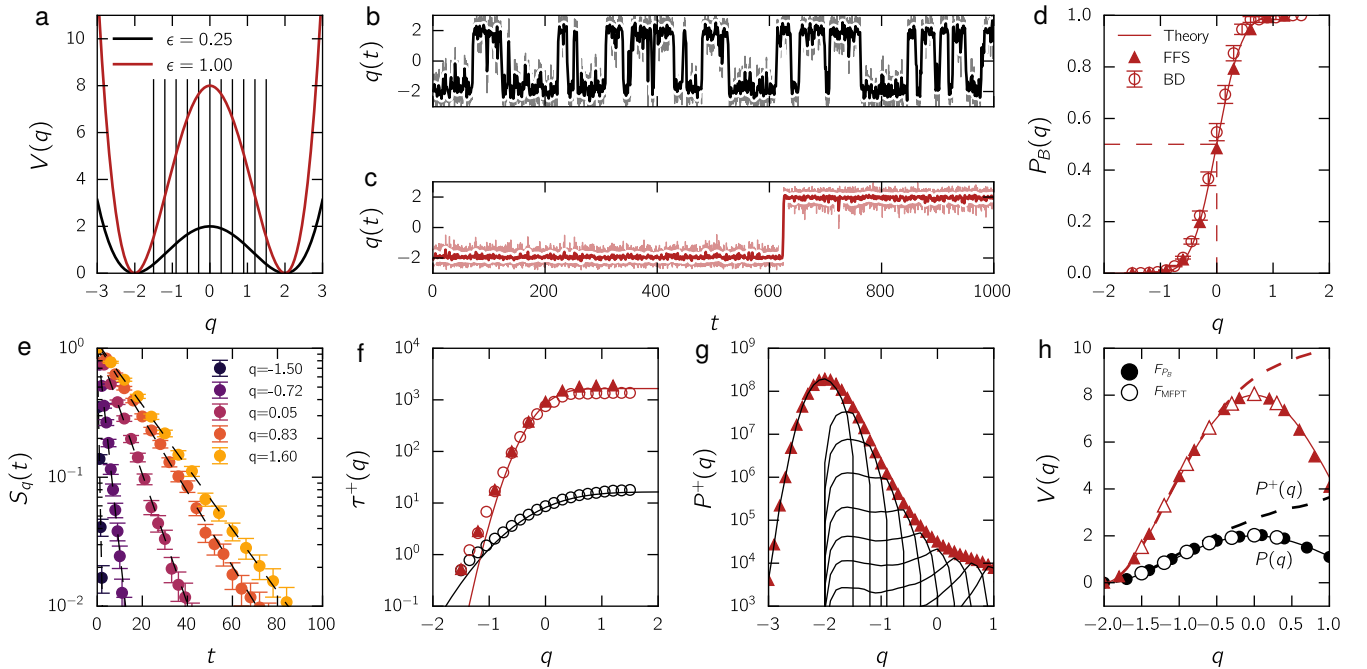 a
V(q)
10
8
6
4
2
0
ϵ = 0.25
ϵ = 1.00
−3 −2 −1 0 1 2 3
q
b
q(t)
2
0
−2
c
q(t)
2
0
−2
0 200 400 600 800 1000
t
d
P_B(q)
1.0
0.8
0.6
0.4
0.2
0.0
Theory
FFS
BD
−2 −1 0 1 2
q
e
S_q(t)
10^0
10^−1
10^−2
q=-1.50
q=-0.72
q=0.05
q=0.83
q=1.60
0 20 40 60 80 100
t
f
τ^+(q)
10^4
10^3
10^2
10^1
10^0
10^−1
−2 −1 0 1 2
q
g
P^+(q)
10^9
10^8
10^7
10^6
10^5
10^4
10^3
−3 −2 −1 0 1
q
h
V(q)
10
8
6
4
2
0
F_{P_B}
F_MFPT
P^+(q)
P(q)
−2.0 −1.5 −1.0 −0.5 0.0 0.5 1.0
q